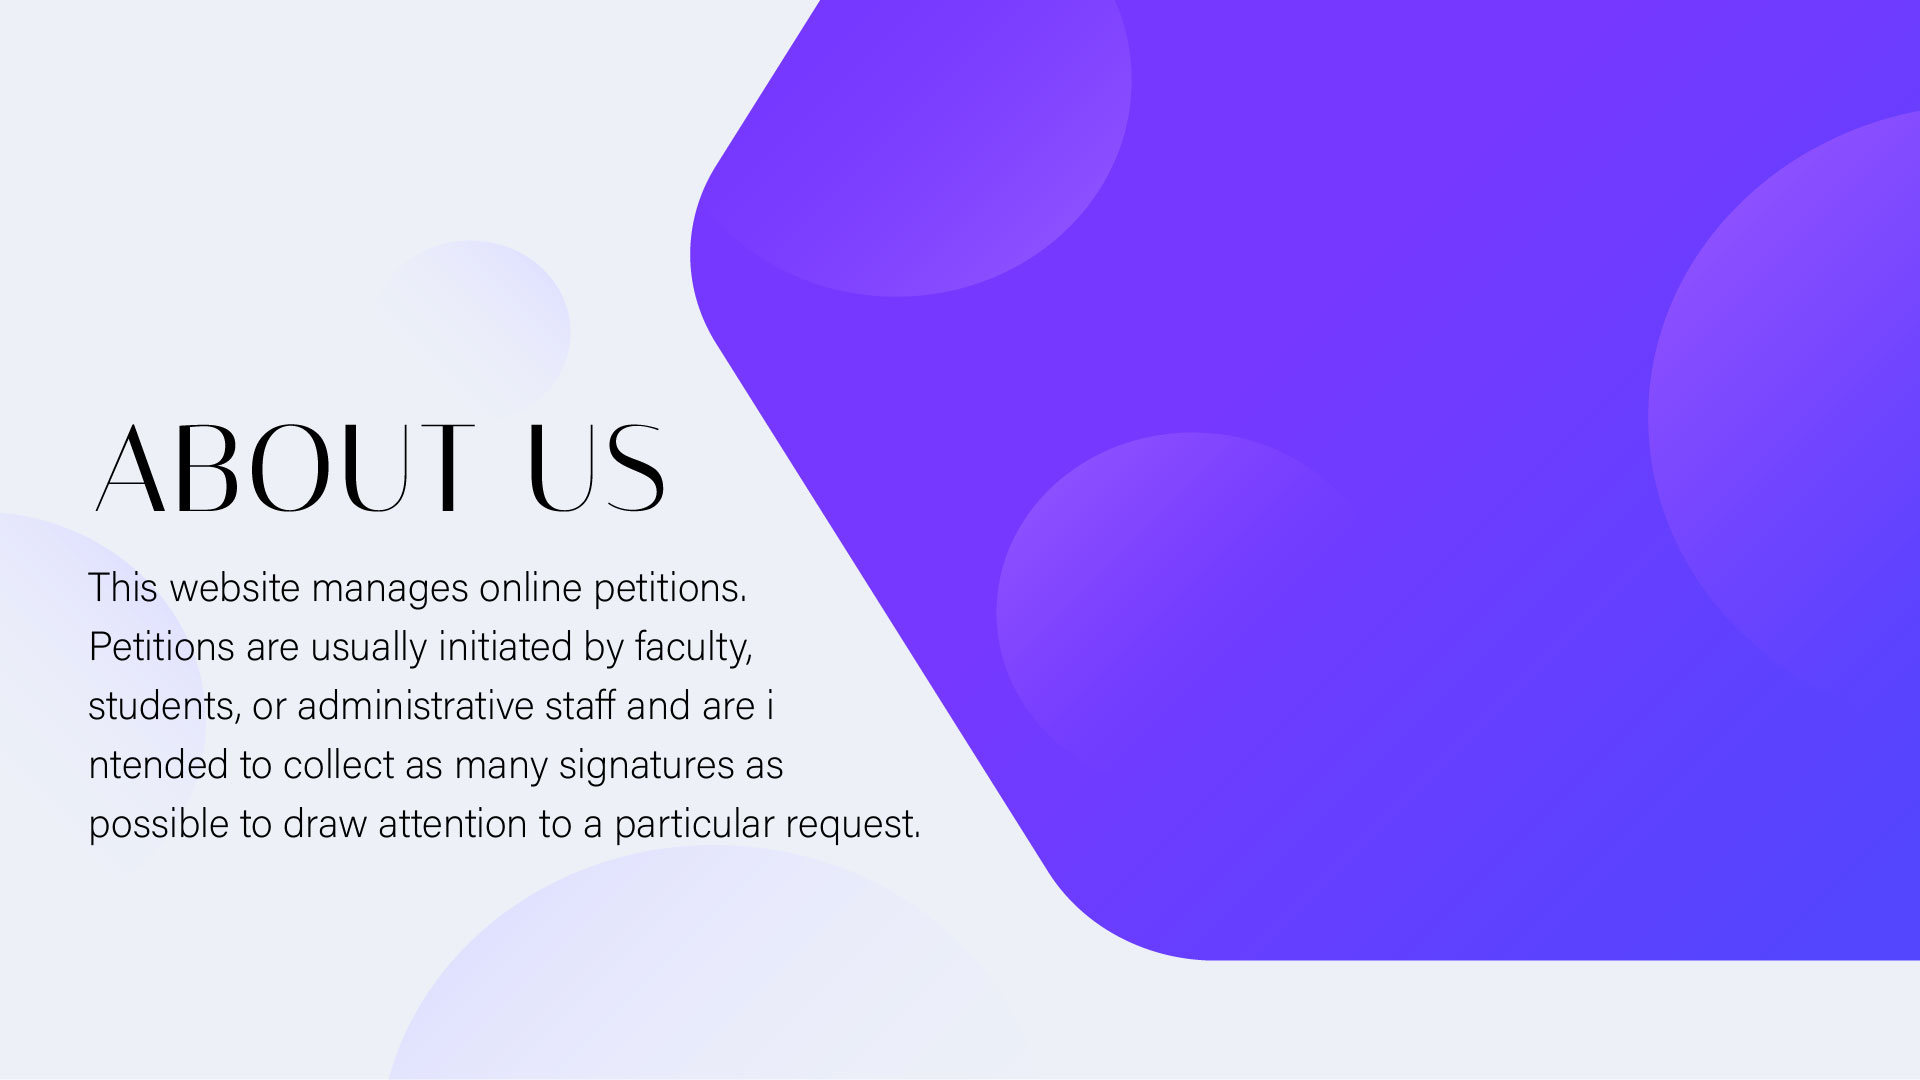 ABOUT US
This website manages online petitions.
Petitions are usually initiated by faculty,
students, or administrative staff and are i
ntended to collect as many signatures as
possible to draw attention to a particular request.